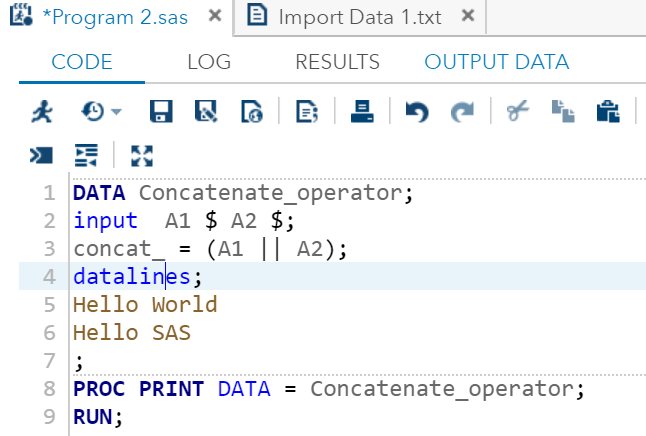 *Program 2.sas × Import Data 1.txt ×
CODE LOG RESULTS OUTPUT DATA
1 DATA Concatenate_operator;
2 input  A1 $ A2 $;
3 concat_ = (A1 || A2);
4 datalines;
5 Hello World
6 Hello SAS
7 ;
8 PROC PRINT DATA = Concatenate_operator;
9 RUN;